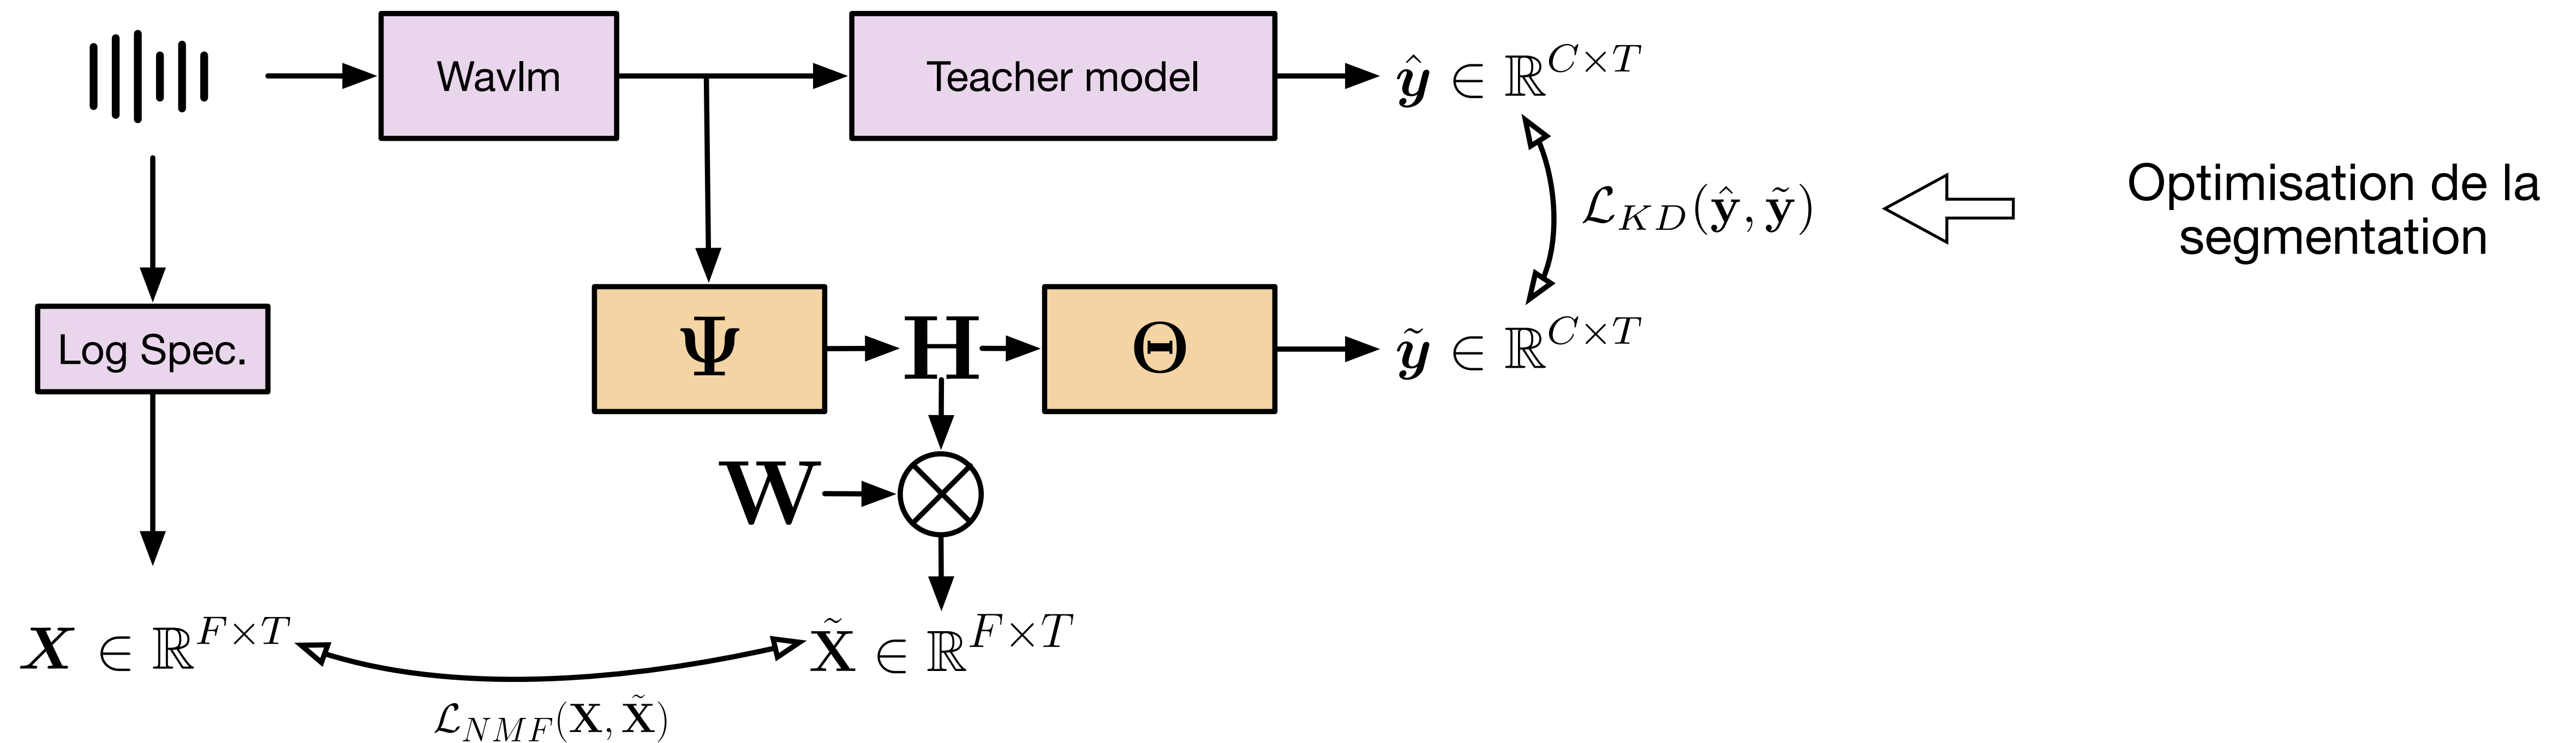 Wavlm
Teacher model
ŷ ∈ ℝ^{C×T}
Optimisation de la
segmentation
ℒ_{KD}(ŷ, ỹ)
Log Spec.
Ψ
H
Θ
ỹ ∈ ℝ^{C×T}
W
X ∈ ℝ^{F×T}
X̃ ∈ ℝ^{F×T}
ℒ_{NMF}(X, X̃)